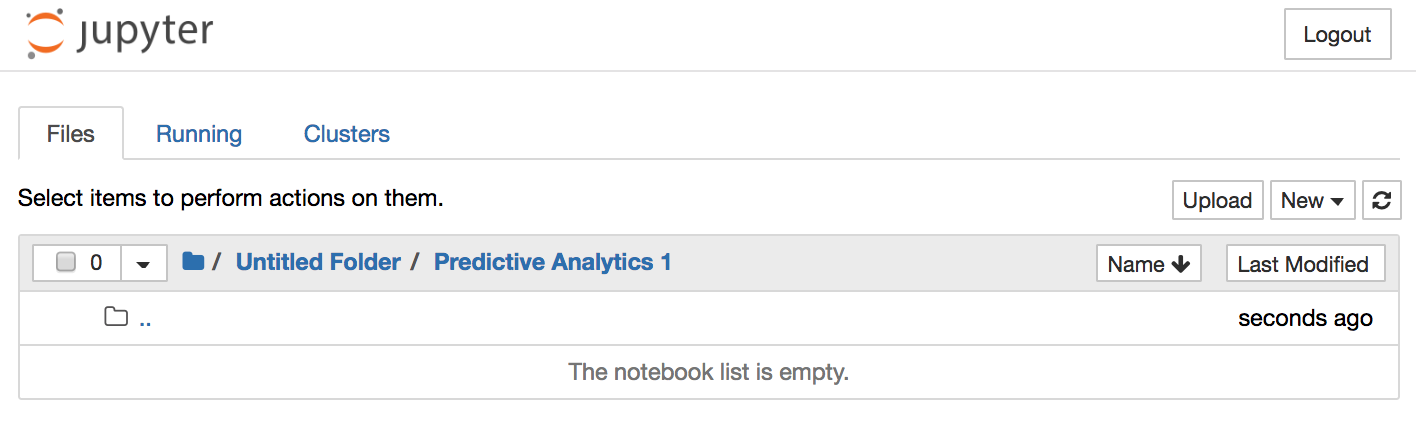 jupyter
Logout
Files Running Clusters
Select items to perform actions on them.
Upload New
0 / Untitled Folder / Predictive Analytics 1 Name Last Modified
.. seconds ago
The notebook list is empty.